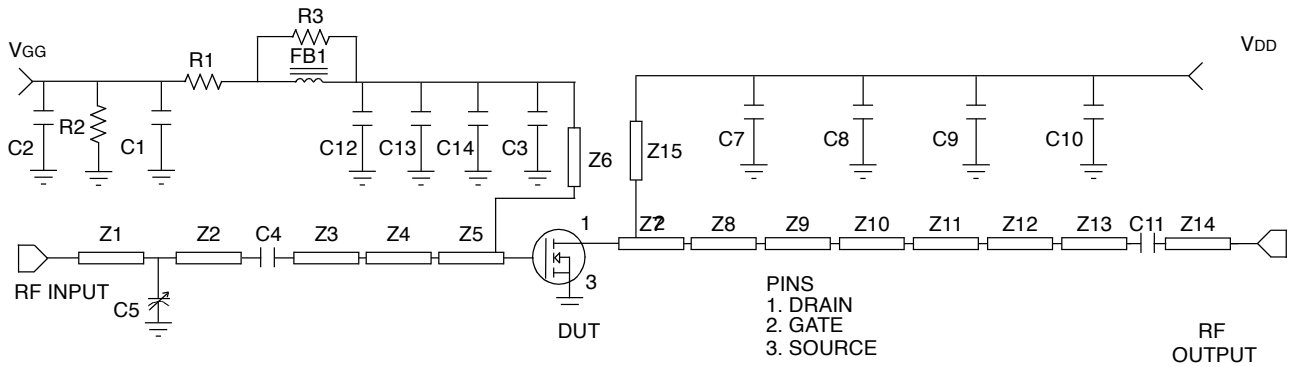 R3
VGG
R1
FB1
VDD
C2
R2
C1
C12
C13
C14
C3
Z6
Z15
C7
C8
C9
C10
Z1
Z2
C4
Z3
Z4
Z5
1
Z7
2
Z8
Z9
Z10
Z11
Z12
Z13
C11
Z14
RF INPUT
C5
3
DUT
PINS
1. DRAIN
2. GATE
3. SOURCE
RF
OUTPUT